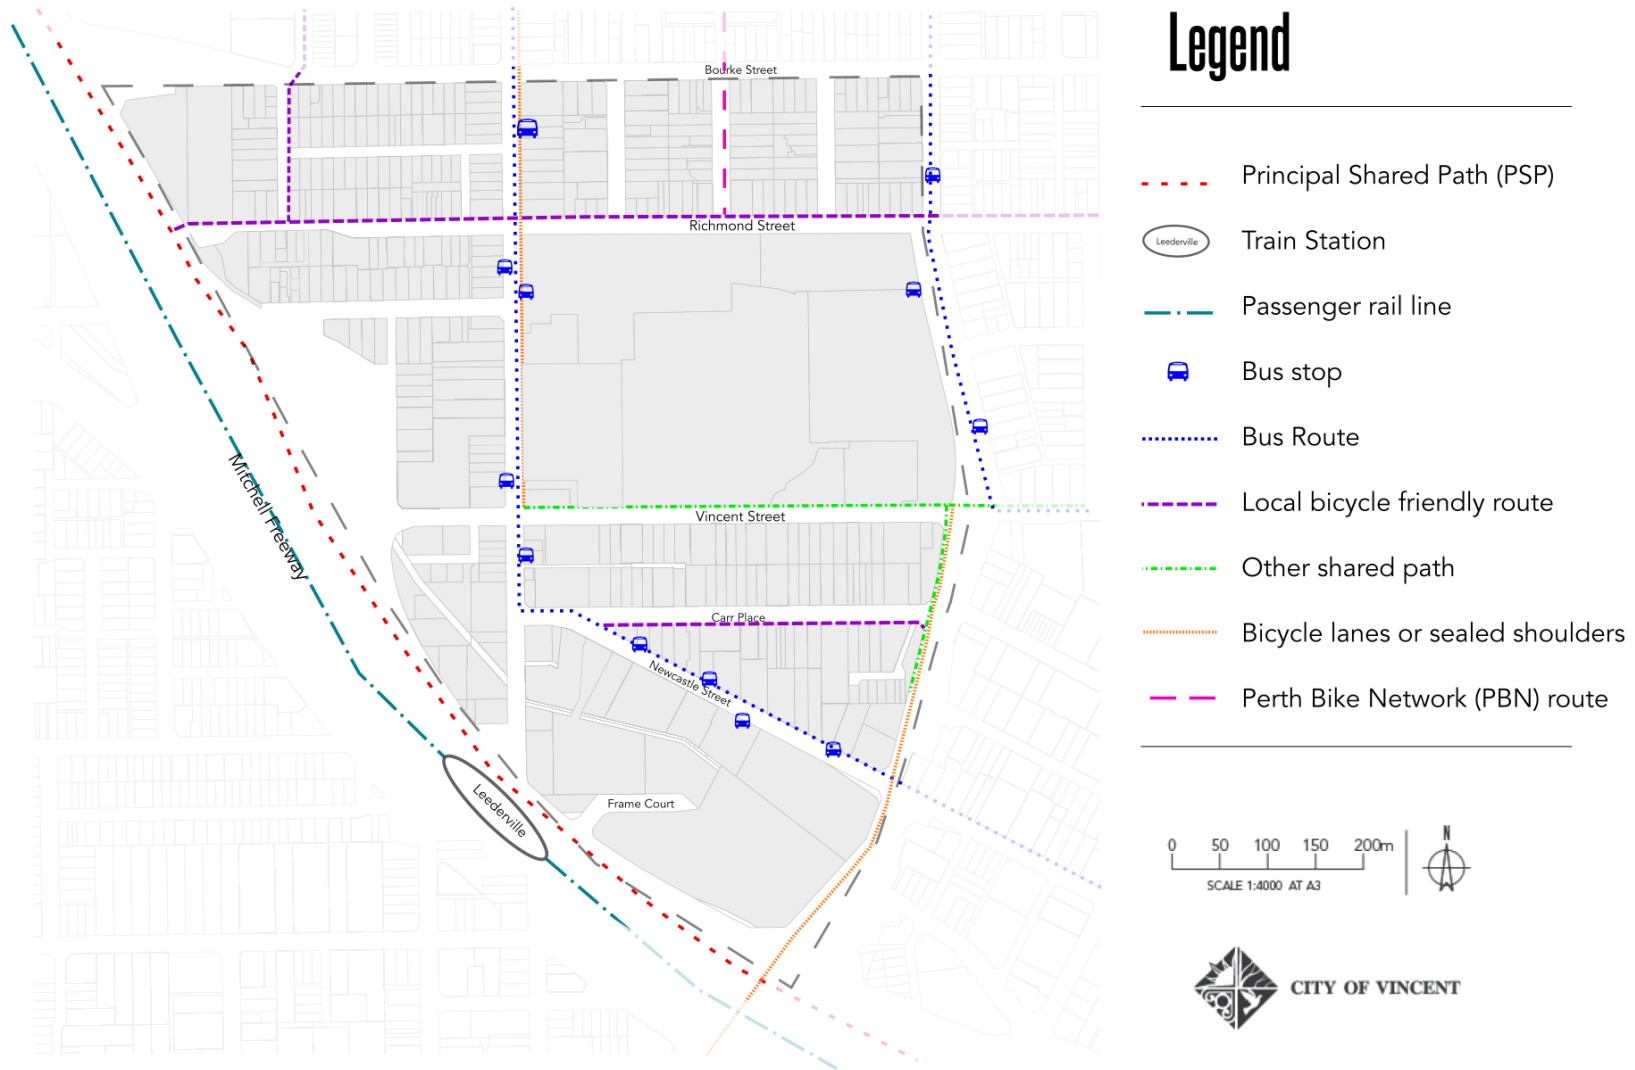 Legend
Bourke Street
Principal Shared Path (PSP)
Richmond Street
Leederville
Train Station
Passenger rail line
Bus stop
Bus Route
Mitchell Freeway
Local bicycle friendly route
Vincent Street
Other shared path
Carr Place
Bicycle lanes or sealed shoulders
Newcastle Street
Perth Bike Network (PBN) route
Leederville
Frame Court
N
0 50 100 150 200m
SCALE 1:4000 AT A3
CITY OF VINCENT